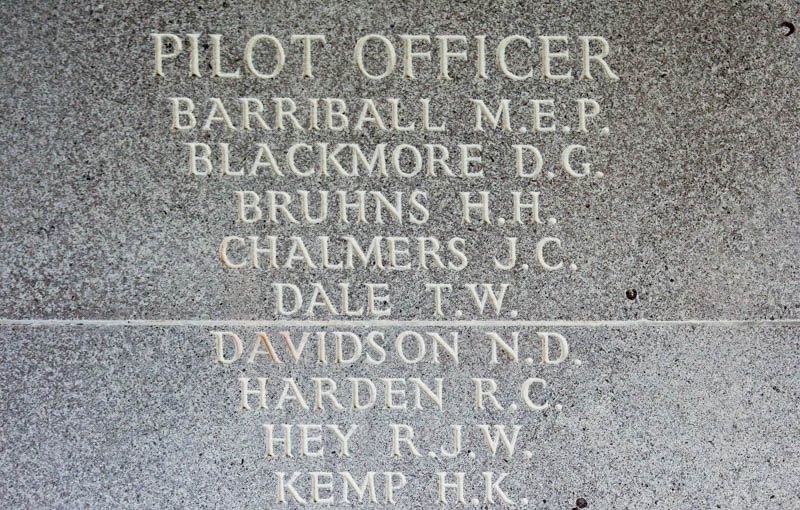 PILOT OFFICER
BARRIBALL M.E.P.
BLACKMORE D.G.
BRUHNS H.H.
CHALMERS J.C.
DALE T.W.
DAVIDSON N.D.
HARDEN R.C.
HEY R.J.W.
KEMP H.K.